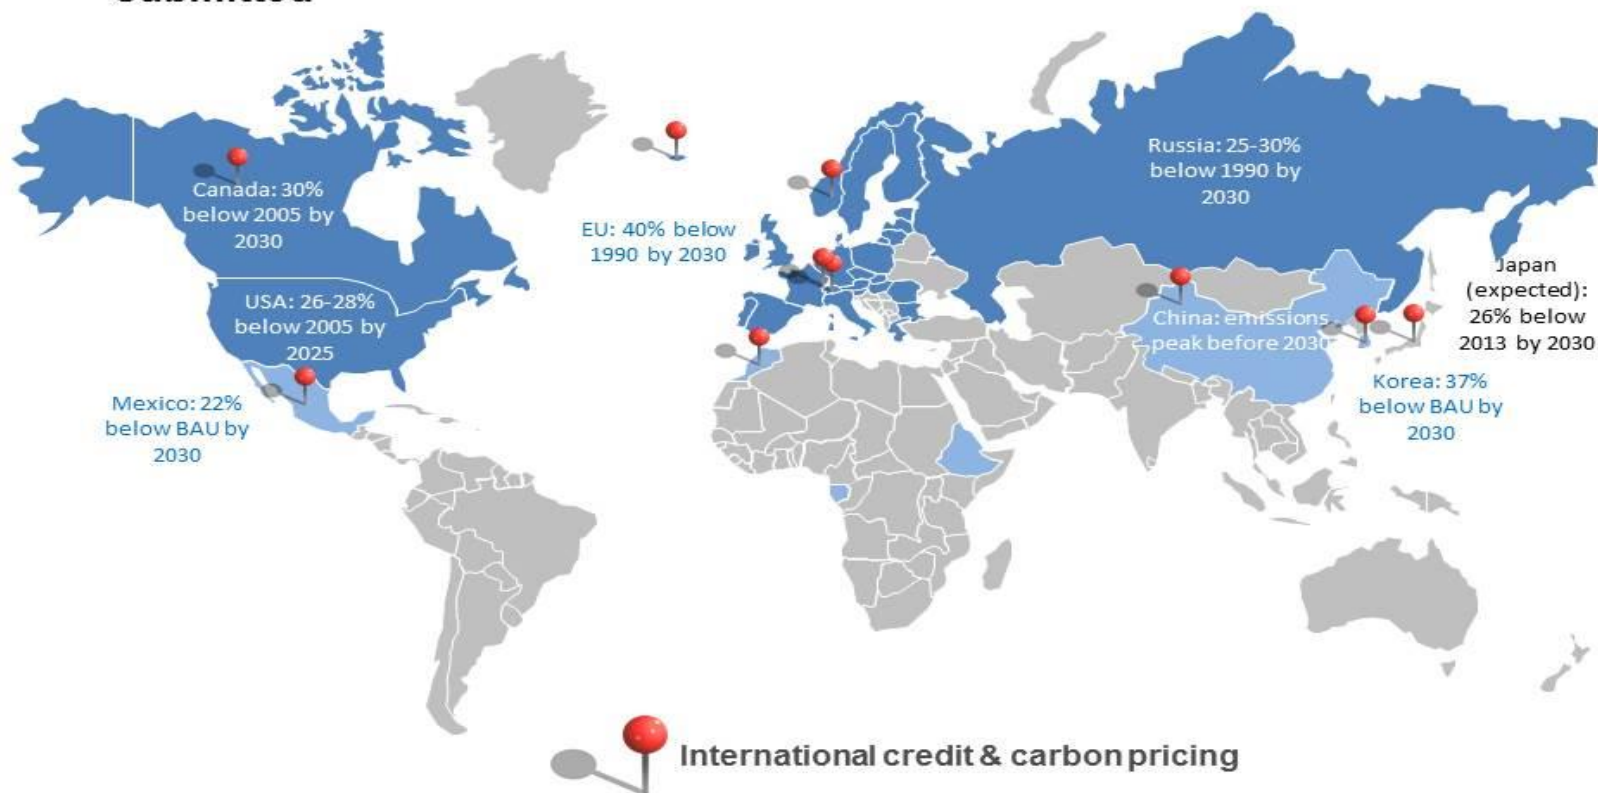 Canada: 30%
below 2005 by
2030
USA: 26-28%
below 2005 by
2025
Mexico: 22%
below BAU by
2030
EU: 40% below
1990 by 2030
Russia: 25-30%
below 1990 by
2030
China: emissions
peak before 2030
Japan
(expected):
26% below
2013 by 2030
Korea: 37%
below BAU by
2030
International credit & carbon pricing